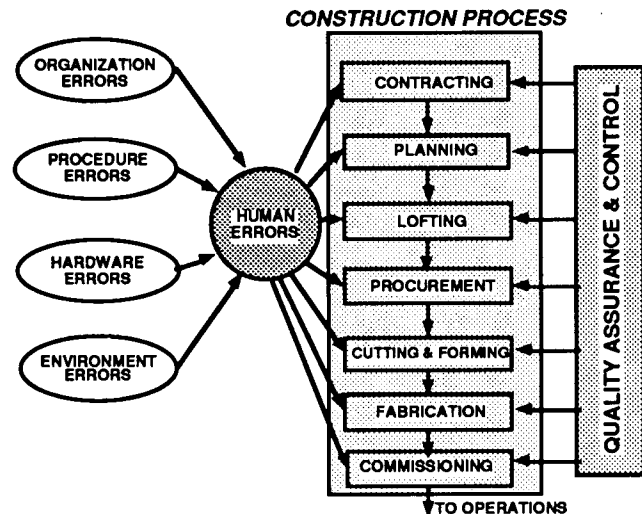 CONSTRUCTION PROCESS
ORGANIZATION
ERRORS
PROCEDURE
ERRORS
HARDWARE
ERRORS
ENVIRONMENT
ERRORS
HUMAN
ERRORS
CONTRACTING
PLANNING
LOFTING
PROCUREMENT
CUTTING & FORMING
FABRICATION
COMMISSIONING
TO OPERATIONS
QUALITY ASSURANCE & CONTROL